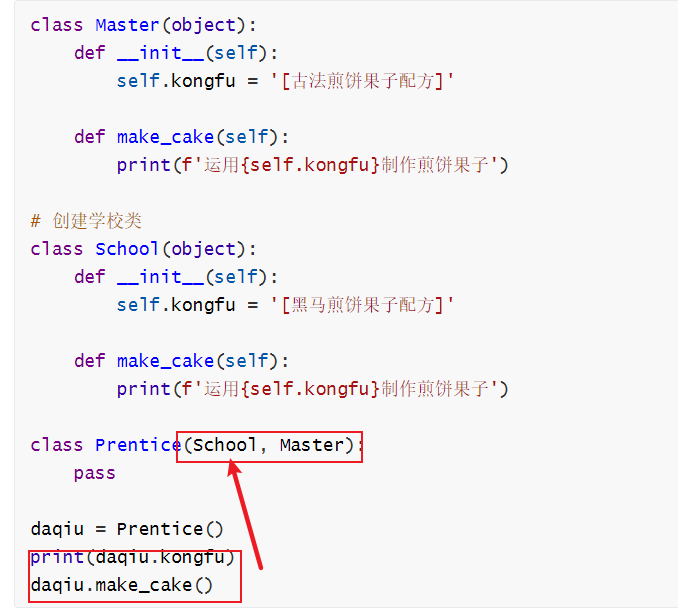 class Master(object):
    def __init__(self):
        self.kongfu = '[古法煎饼果子配方]'

    def make_cake(self):
        print(f'运用{self.kongfu}制作煎饼果子')

# 创建学校类
class School(object):
    def __init__(self):
        self.kongfu = '[黑马煎饼果子配方]'

    def make_cake(self):
        print(f'运用{self.kongfu}制作煎饼果子')

class Prentice(School, Master):
    pass

daqiu = Prentice()
print(daqiu.kongfu)
daqiu.make_cake()